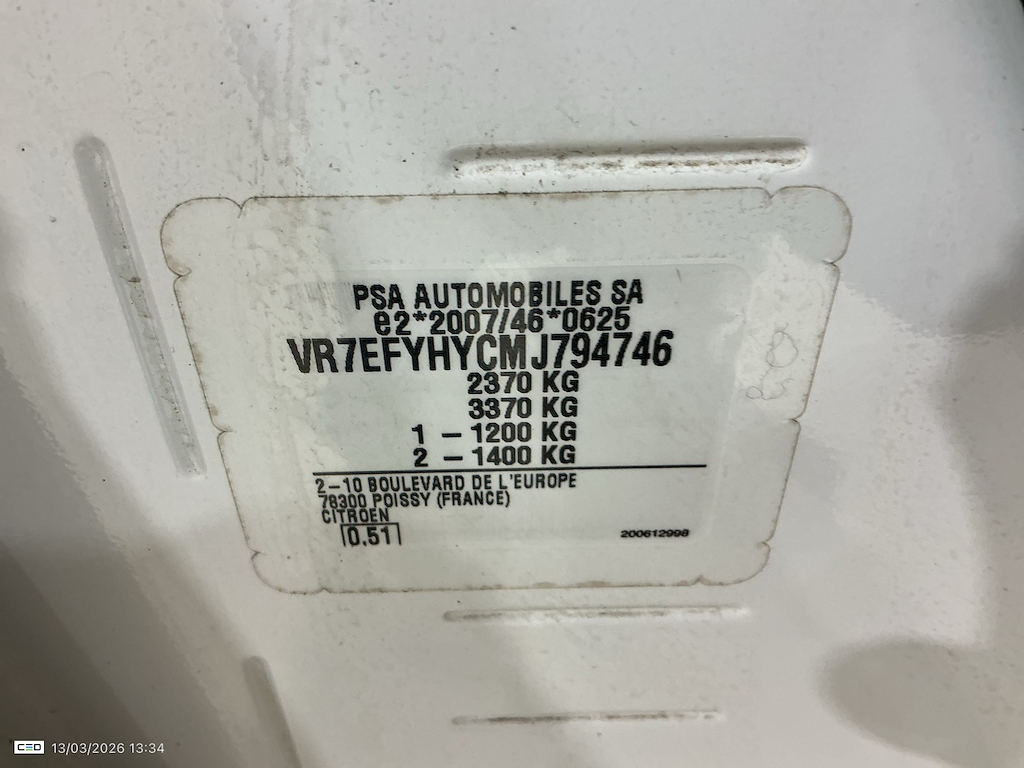 PSA AUTOMOBILES SA
e2*2007/46*0625
VR7EFYHYCMJ794746
2370 KG
3370 KG
1 – 1200 KG
2 – 1400 KG
2–10 BOULEVARD DE L'EUROPE
78300 POISSY (FRANCE)
CITROEN
0,51
200612998
CEO 13/03/2026 13:34